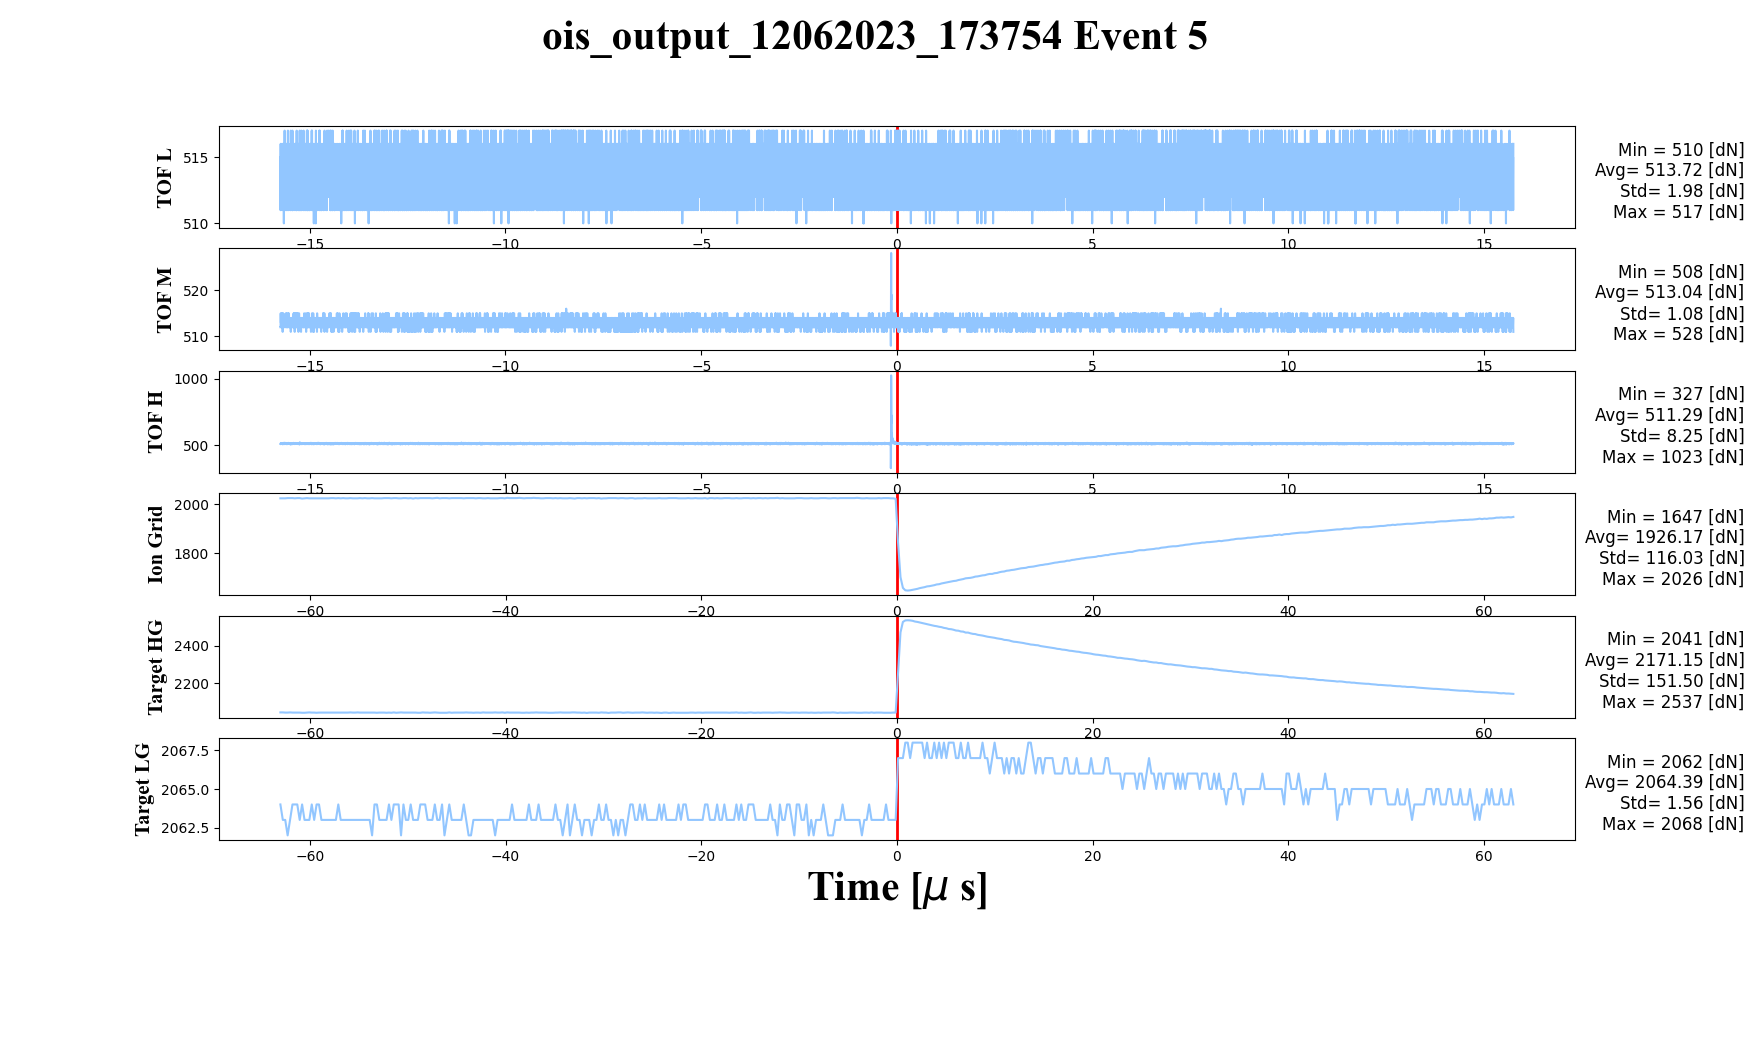 ois_output_12062023_173754 Event 5
TOF L
515
510
−15 −10 −5 0 5 10 15
Min = 510 [dN]
Avg= 513.72 [dN]
Std= 1.98 [dN]
Max = 517 [dN]
TOF M
520
510
−15 −10 −5 0 5 10 15
Min = 508 [dN]
Avg= 513.04 [dN]
Std= 1.08 [dN]
Max = 528 [dN]
TOF H
1000
500
−15 −10 −5 0 5 10 15
Min = 327 [dN]
Avg= 511.29 [dN]
Std= 8.25 [dN]
Max = 1023 [dN]
Ion Grid
2000
1800
−60 −40 −20 0 20 40 60
Min = 1647 [dN]
Avg= 1926.17 [dN]
Std= 116.03 [dN]
Max = 2026 [dN]
Target HG
2400
2200
−60 −40 −20 0 20 40 60
Min = 2041 [dN]
Avg= 2171.15 [dN]
Std= 151.50 [dN]
Max = 2537 [dN]
Target LG
2067.5
2065.0
2062.5
−60 −40 −20 0 20 40 60
Min = 2062 [dN]
Avg= 2064.39 [dN]
Std= 1.56 [dN]
Max = 2068 [dN]
Time [μ s]